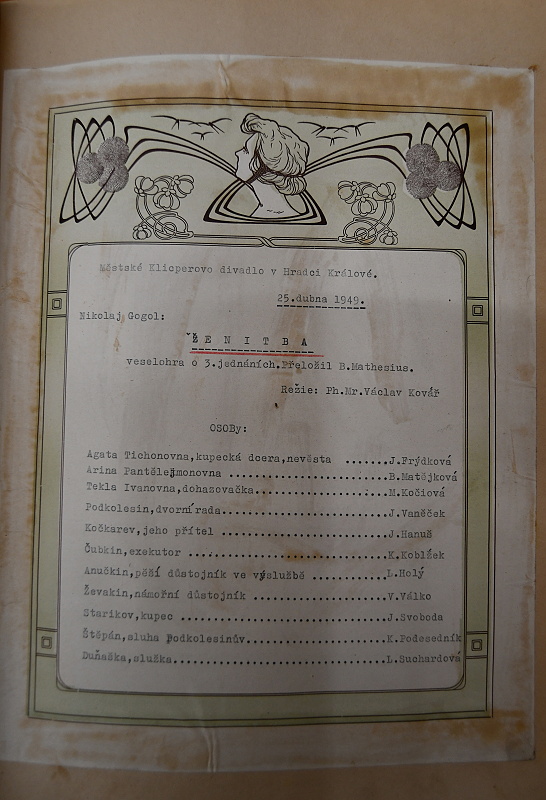 Městské Klicperovo divadlo v Hradci Králové.
25.dubna 1949.
Nikolaj Gogol:
ŽENITBA
veselohra o 3.jednáních.Přeložil B.Mathesius.
Režie: Ph.Mr.Václav Kovář
OSOBY:
Agata Tichonovna,kupecká dcera,nevěsta .......J.Frýdková
Arina Pantělejmonovna ........................B.Matějková
Tekla Ivanovna,dohazovačka....................M.Kočiová
Podkolesin,dvorní rada........................J.Vaněček
Kočkarev,jeho přítel .........................J.Hanuš
Čubkin,exekutor ..............................K.Koblížek
Anučkin,pěší důstojník ve výslužbě ...........L.Holý
Ževakin,námořní důstojník ....................V.Válko
Starikov,kupec ...............................J.Svoboda
Štěpán,sluha podkolesinův.....................K.Podesedník
Duňaška,služka................................L.Suchardová